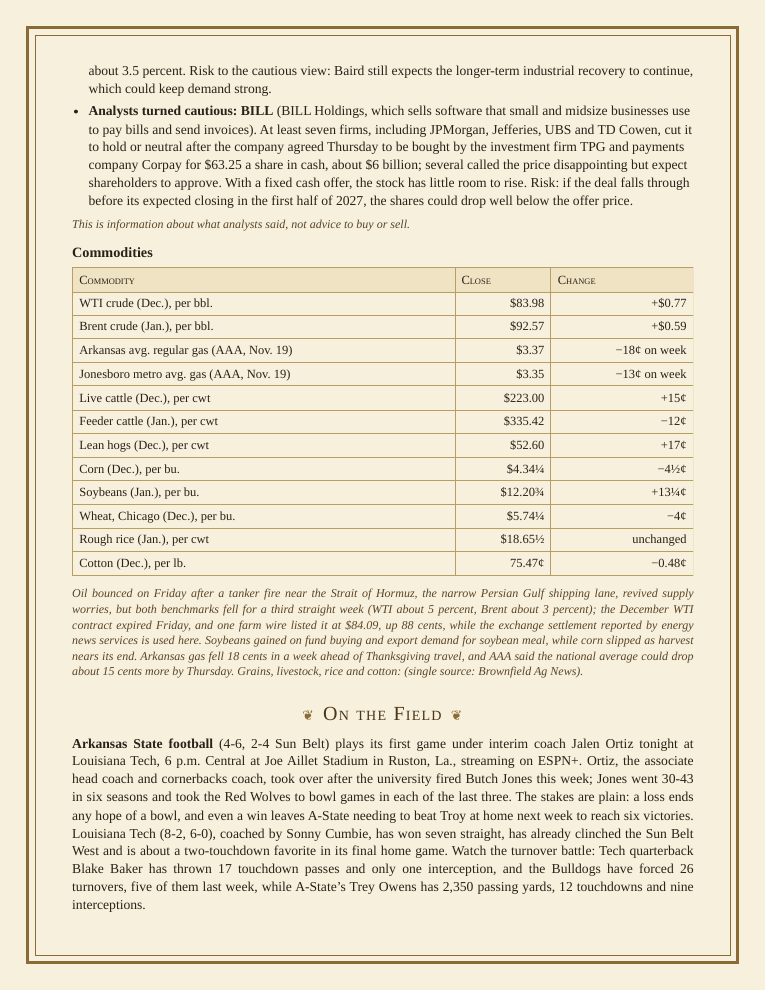 about 3.5 percent. Risk to the cautious view: Baird still expects the longer-term industrial recovery to continue,
which could keep demand strong.
• Analysts turned cautious: BILL (BILL Holdings, which sells software that small and midsize businesses use
to pay bills and send invoices). At least seven firms, including JPMorgan, Jefferies, UBS and TD Cowen, cut it
to hold or neutral after the company agreed Thursday to be bought by the investment firm TPG and payments
company Corpay for $63.25 a share in cash, about $6 billion; several called the price disappointing but expect
shareholders to approve. With a fixed cash offer, the stock has little room to rise. Risk: if the deal falls through
before its expected closing in the first half of 2027, the shares could drop well below the offer price.
This is information about what analysts said, not advice to buy or sell.
Commodities
Commodity Close Change
WTI crude (Dec.), per bbl. $83.98 +$0.77
Brent crude (Jan.), per bbl. $92.57 +$0.59
Arkansas avg. regular gas (AAA, Nov. 19) $3.37 −18¢ on week
Jonesboro metro avg. gas (AAA, Nov. 19) $3.35 −13¢ on week
Live cattle (Dec.), per cwt $223.00 +15¢
Feeder cattle (Jan.), per cwt $335.42 −12¢
Lean hogs (Dec.), per cwt $52.60 +17¢
Corn (Dec.), per bu. $4.34¼ −4½¢
Soybeans (Jan.), per bu. $12.20¾ +13¼¢
Wheat, Chicago (Dec.), per bu. $5.74¼ −4¢
Rough rice (Jan.), per cwt $18.65½ unchanged
Cotton (Dec.), per lb. 75.47¢ −0.48¢
Oil bounced on Friday after a tanker fire near the Strait of Hormuz, the narrow Persian Gulf shipping lane, revived supply
worries, but both benchmarks fell for a third straight week (WTI about 5 percent, Brent about 3 percent); the December WTI
contract expired Friday, and one farm wire listed it at $84.09, up 88 cents, while the exchange settlement reported by energy
news services is used here. Soybeans gained on fund buying and export demand for soybean meal, while corn slipped as harvest
nears its end. Arkansas gas fell 18 cents in a week ahead of Thanksgiving travel, and AAA said the national average could drop
about 15 cents more by Thursday. Grains, livestock, rice and cotton: (single source: Brownfield Ag News).
❦ On the Field ❦
Arkansas State football (4-6, 2-4 Sun Belt) plays its first game under interim coach Jalen Ortiz tonight at
Louisiana Tech, 6 p.m. Central at Joe Aillet Stadium in Ruston, La., streaming on ESPN+. Ortiz, the associate
head coach and cornerbacks coach, took over after the university fired Butch Jones this week; Jones went 30-43
in six seasons and took the Red Wolves to bowl games in each of the last three. The stakes are plain: a loss ends
any hope of a bowl, and even a win leaves A-State needing to beat Troy at home next week to reach six victories.
Louisiana Tech (8-2, 6-0), coached by Sonny Cumbie, has won seven straight, has already clinched the Sun Belt
West and is about a two-touchdown favorite in its final home game. Watch the turnover battle: Tech quarterback
Blake Baker has thrown 17 touchdown passes and only one interception, and the Bulldogs have forced 26
turnovers, five of them last week, while A-State’s Trey Owens has 2,350 passing yards, 12 touchdowns and nine
interceptions.